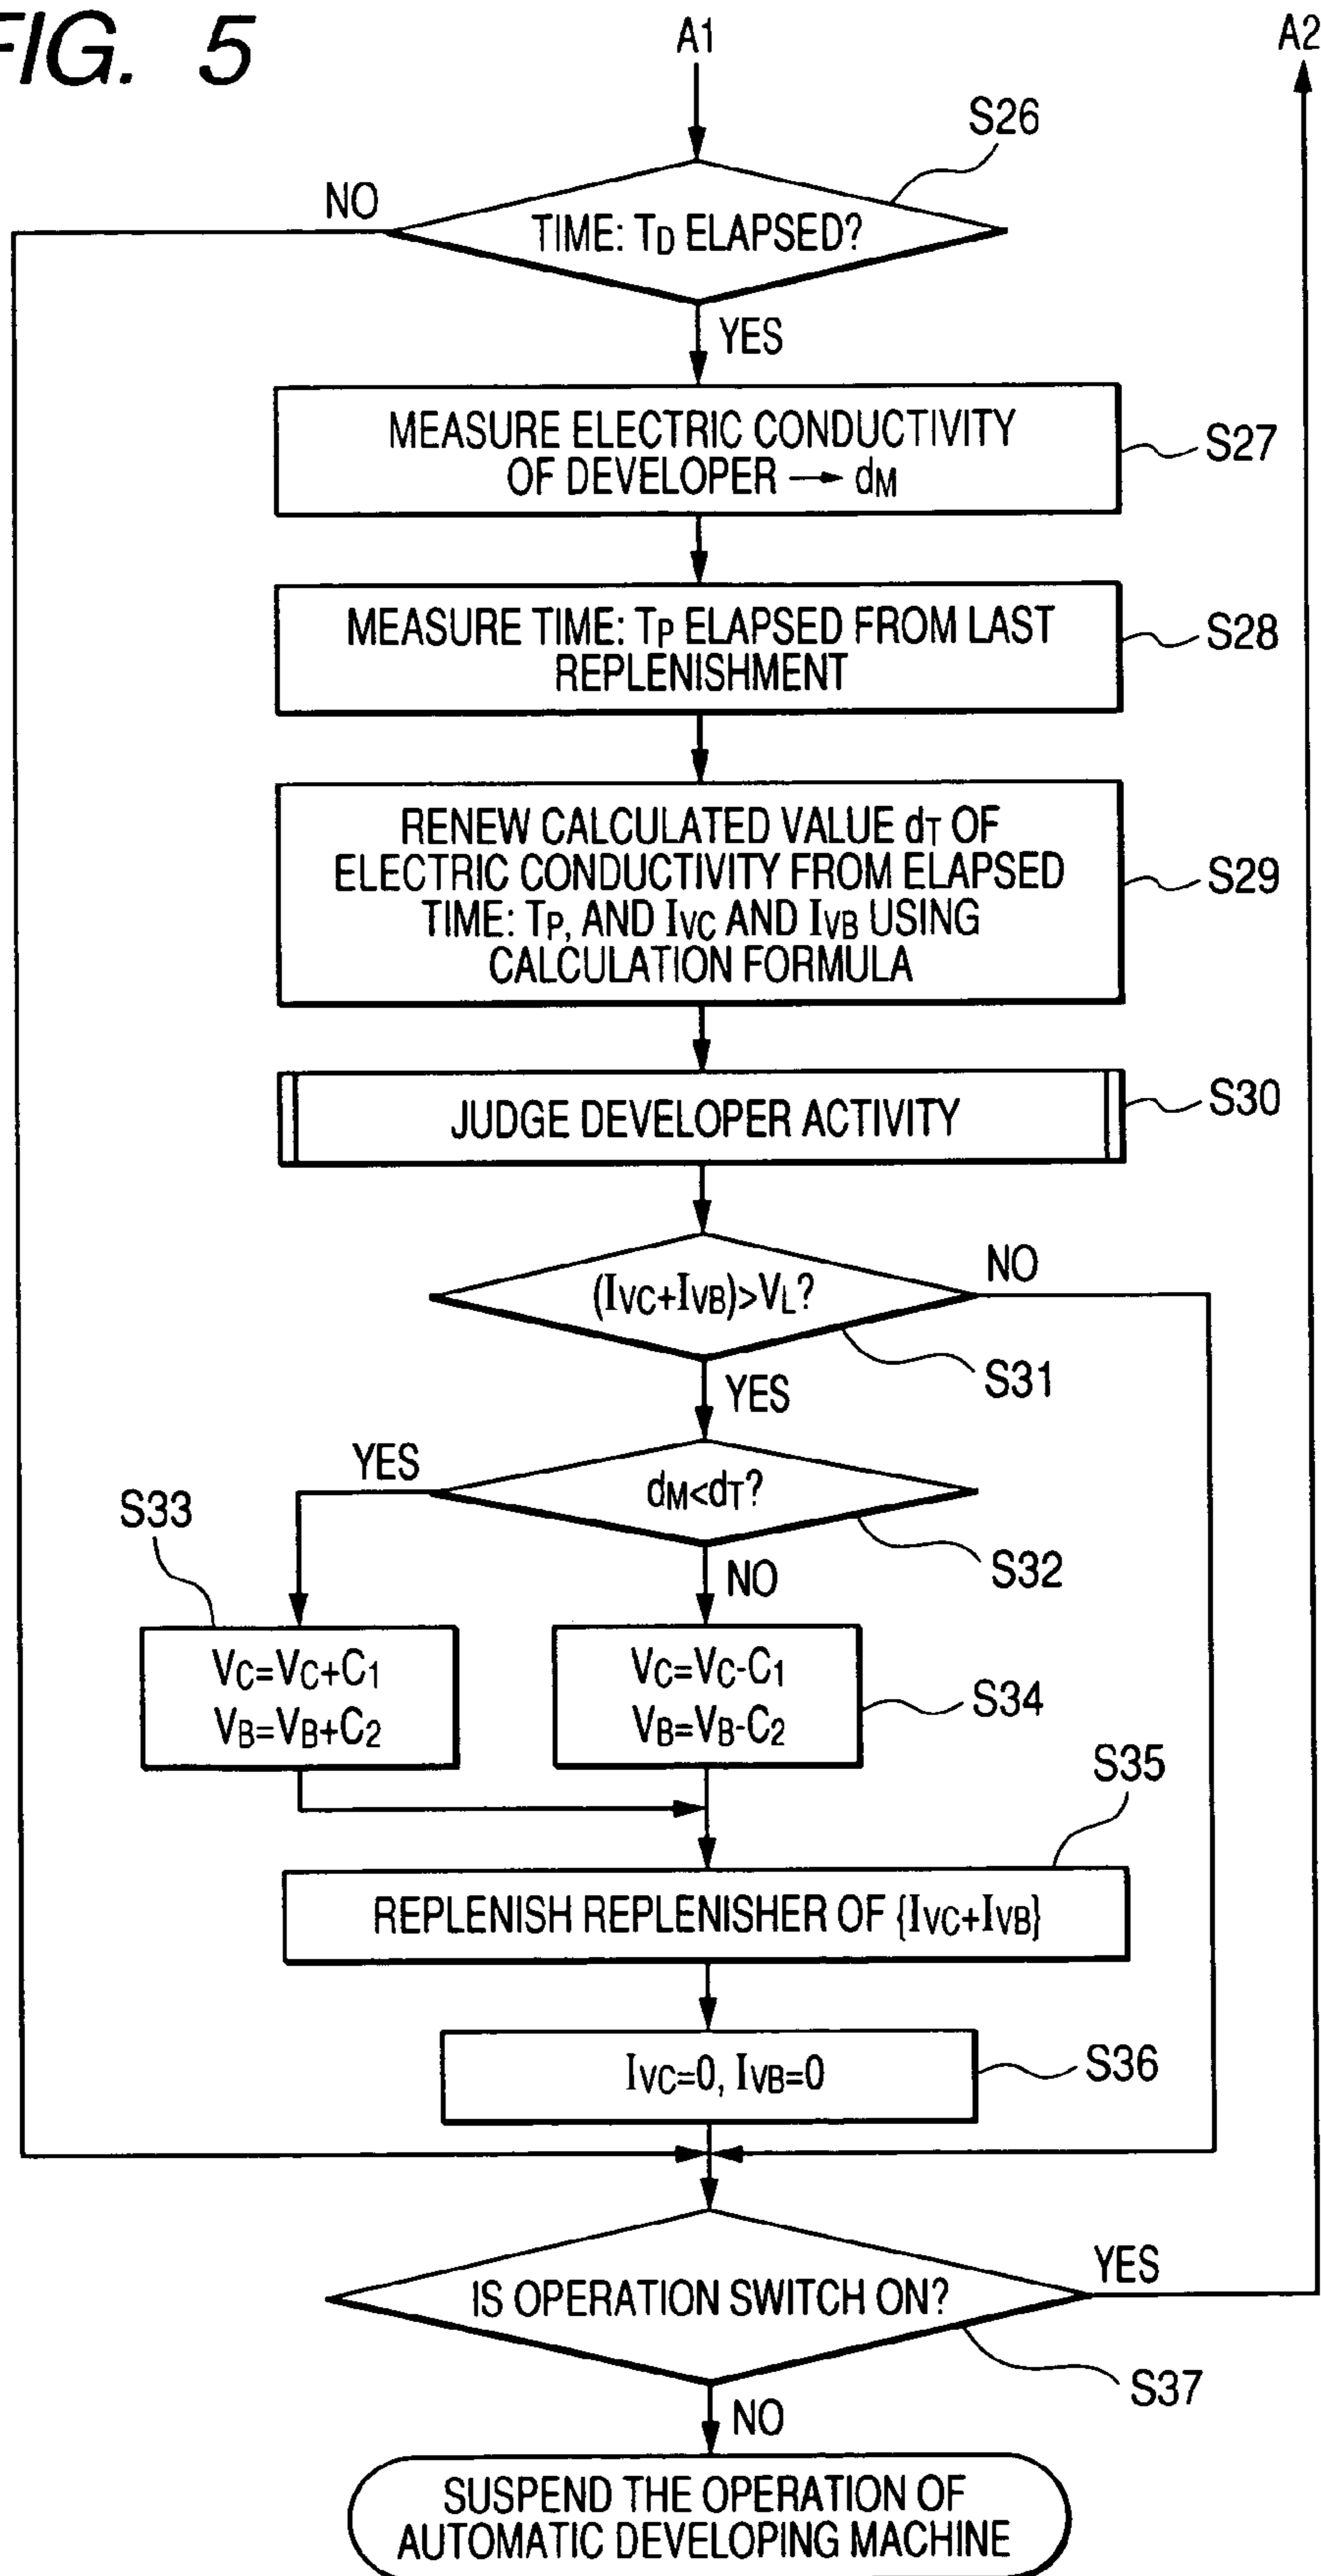 FIG. 5
A1
A2
S26
NO
TIME: TD ELAPSED?
YES
MEASURE ELECTRIC CONDUCTIVITY
OF DEVELOPER → dM
S27
MEASURE TIME: TP ELAPSED FROM LAST
REPLENISHMENT
S28
RENEW CALCULATED VALUE dT OF
ELECTRIC CONDUCTIVITY FROM ELAPSED
TIME: TP, AND IVC AND IVB USING
CALCULATION FORMULA
S29
JUDGE DEVELOPER ACTIVITY
S30
(IVC+IVB)>VL?
NO
S31
YES
dM<dT?
YES
S32
NO
S33
VC=VC+C1
VB=VB+C2
VC=VC-C1
VB=VB-C2
S34
S35
REPLENISH REPLENISHER OF {IVC+IVB}
IVC=0, IVB=0
S36
IS OPERATION SWITCH ON?
YES
S37
NO
SUSPEND THE OPERATION OF
AUTOMATIC DEVELOPING MACHINE